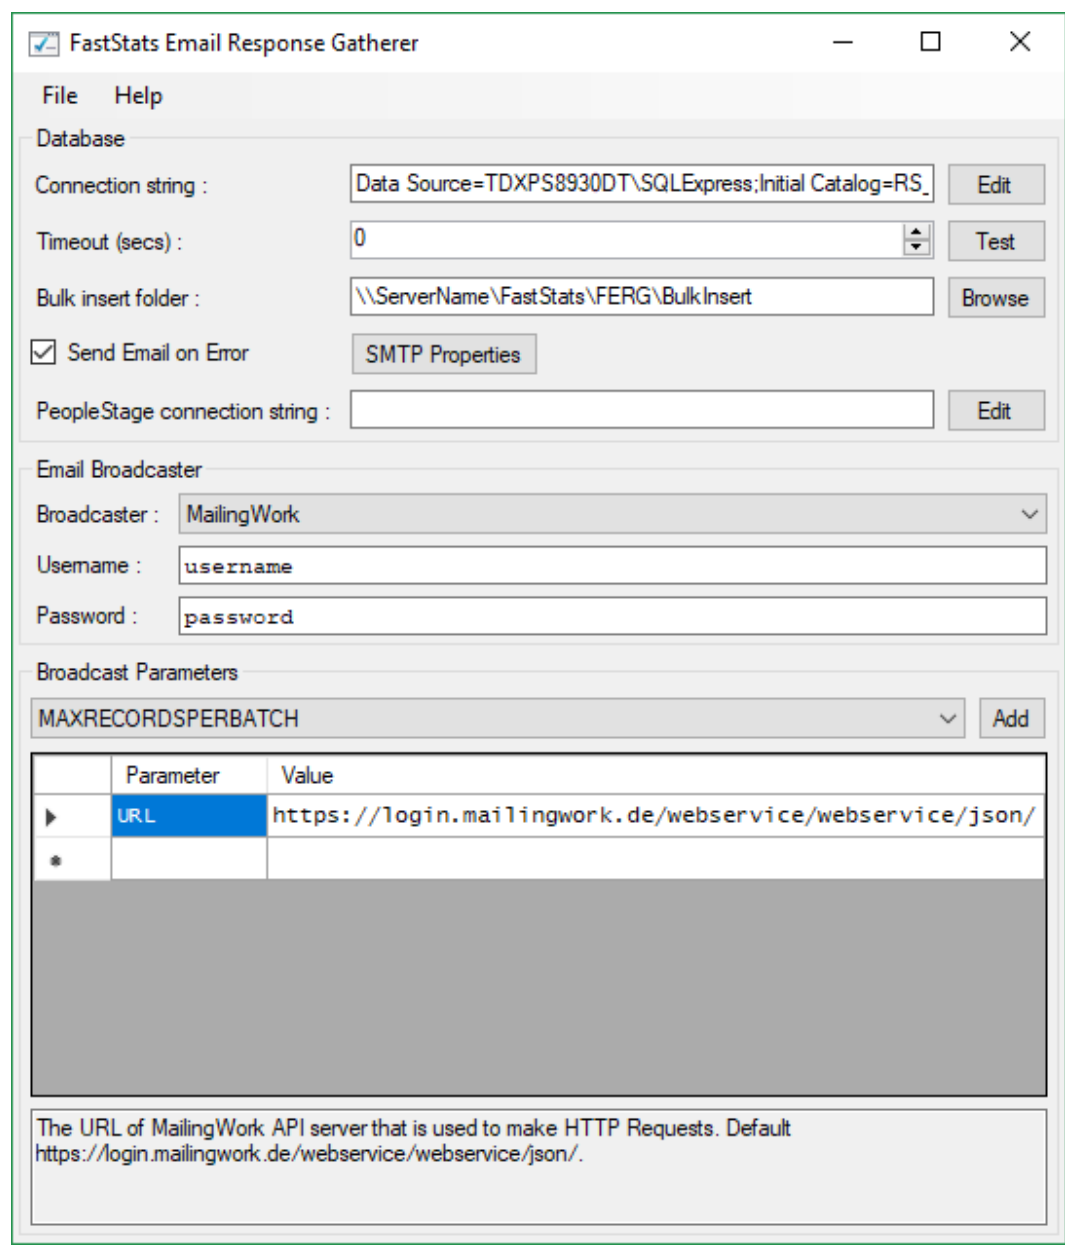 FastStats Email Response Gatherer
File Help
Database
Connection string : Data Source=TDXPS8930DT\SQLExpress;Initial Catalog=RS_ Edit
Timeout (secs) : 0 Test
Bulk insert folder : \\ServerName\FastStats\FERG\BulkInsert Browse
Send Email on Error SMTP Properties
PeopleStage connection string : Edit
Email Broadcaster
Broadcaster : MailingWork
Username : username
Password : password
Broadcast Parameters
MAXRECORDSPERBATCH Add
Parameter Value
URL https://login.mailingwork.de/webservice/webservice/json/
The URL of MailingWork API server that is used to make HTTP Requests. Default
https://login.mailingwork.de/webservice/webservice/json/.